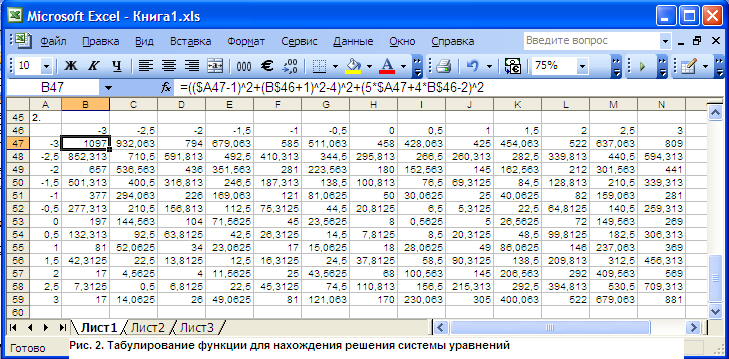 Microsoft Excel - Книга1.xls
Файл Правка Вид Вставка Формат Сервис Данные Окно Справка Введите вопрос
10 Ж К Ч € 75%
B47 fx =(($A47-1)^2+(B$46+1)^2-4)^2+(5*$A47+4*B$46-2)^2
A B C D E F G H I J K L M N
45 2.
46 -3 -2,5 -2 -1,5 -1 -0,5 0 0,5 1 1,5 2 2,5 3
47 -3 1097 932,063 794 679,063 585 511,063 458 428,063 425 454,063 522 637,063 809
48 -2,5 852,313 710,5 591,813 492,5 410,313 344,5 295,813 266,5 260,313 282,5 339,813 440,5 594,313
49 -2 657 536,563 436 351,563 281 223,563 180 152,563 145 162,563 212 301,563 441
50 -1,5 501,313 400,5 316,813 246,5 187,313 138,5 100,813 76,5 69,3125 84,5 128,813 210,5 339,313
51 -1 377 294,063 226 169,063 121 81,0625 50 30,0625 25 40,0625 82 159,063 281
52 -0,5 277,313 210,5 156,813 112,5 75,3125 44,5 20,8125 6,5 5,3125 22,5 64,8125 140,5 259,313
53 0 197 144,563 104 71,5625 45 23,5625 8 0,5625 5 26,5625 72 149,563 269
54 0,5 132,313 92,5 63,8125 42,5 26,3125 14,5 7,8125 8,5 20,3125 48,5 99,8125 182,5 306,313
55 1 81 52,0625 34 23,0625 17 15,0625 18 28,0625 49 86,0625 146 237,063 369
56 1,5 42,3125 22,5 13,8125 12,5 16,3125 24,5 37,8125 58,5 90,3125 138,5 209,813 312,5 456,313
57 2 17 4,5625 4 11,5625 25 43,5625 68 100,563 145 206,563 292 409,563 569
58 2,5 7,3125 0,5 6,8125 22,5 45,3125 74,5 110,813 156,5 215,313 292,5 394,813 530,5 709,313
59 3 17 14,0625 26 49,0625 81 121,063 170 230,063 305 400,063 522 679,063 881
60
Лист1 Лист2 Лист3
Готово
Рис. 2. Табулирование функции для нахождения решения системы уравнений